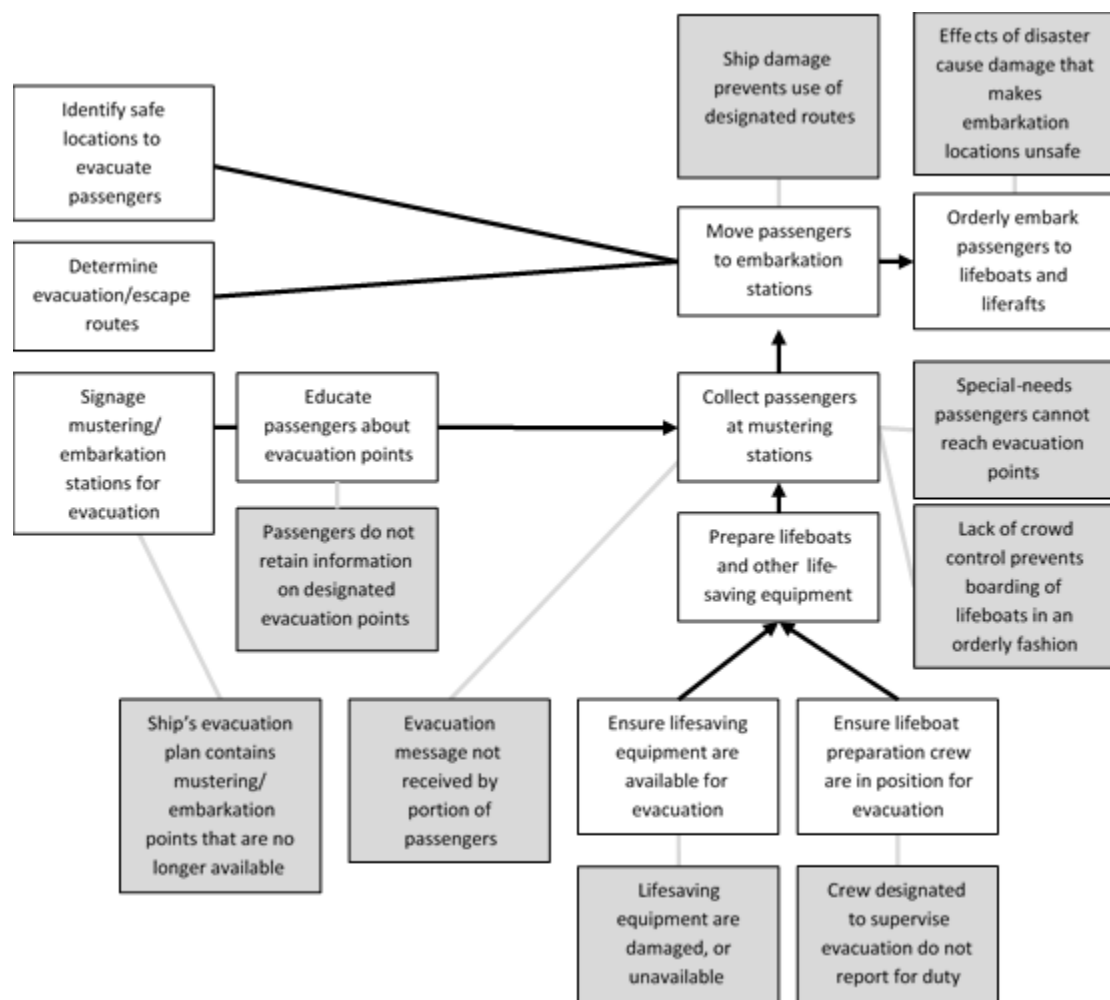 Ship damage
prevents use of
designated routes
Effects of disaster
cause damage that
makes
embarkation
locations unsafe
Identify safe
locations to
evacuate
passengers
Move passengers
to embarkation
stations
Orderly embark
passengers to
lifeboats and
liferafts
Determine
evacuation/escape
routes
Signage
mustering/
embarkation
stations for
evacuation
Educate
passengers about
evacuation points
Collect passengers
at mustering
stations
Special-needs
passengers cannot
reach evacuation
points
Passengers do not
retain information
on designated
evacuation points
Prepare lifeboats
and other life-
saving equipment
Lack of crowd
control prevents
boarding of
lifeboats in an
orderly fashion
Ship's evacuation
plan contains
mustering/
embarkation
points that are no
longer available
Evacuation
message not
received by
portion of
passengers
Ensure lifesaving
equipment are
available for
evacuation
Ensure lifeboat
preparation crew
are in position for
evacuation
Lifesaving
equipment are
damaged, or
unavailable
Crew designated
to supervise
evacuation do not
report for duty